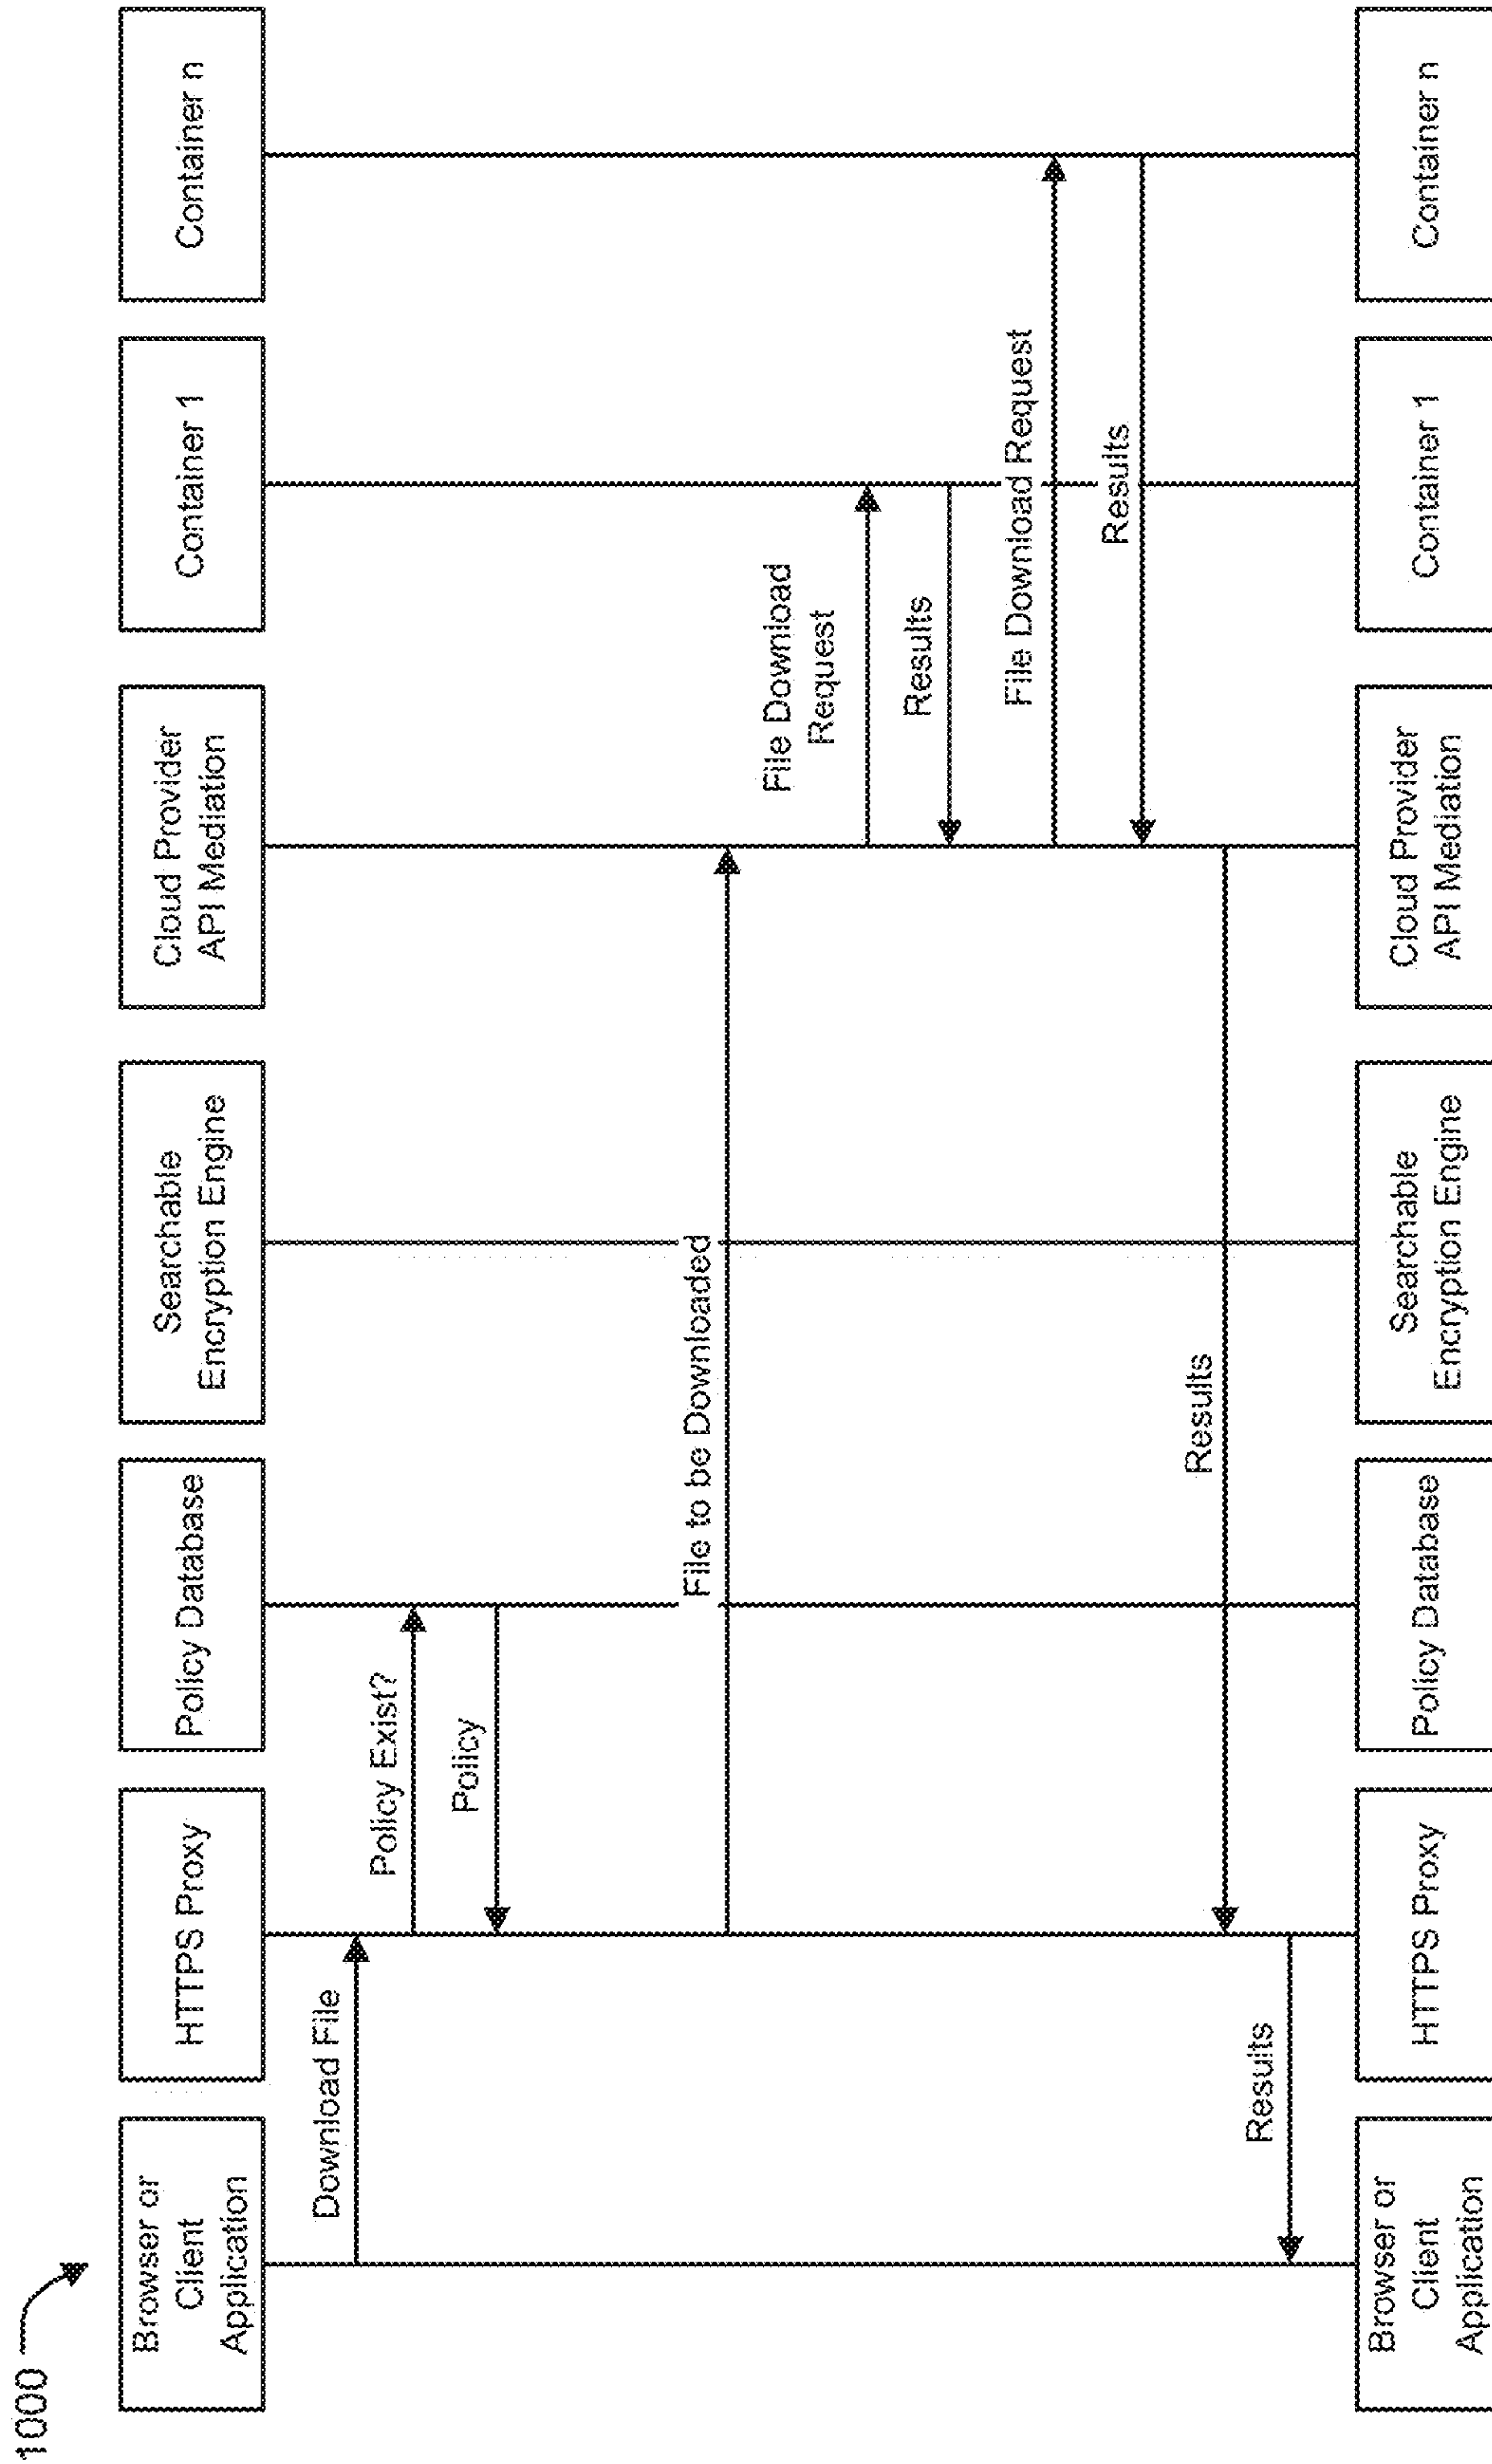 1000
Browser or
Client
Application
HTTPS Proxy
Policy Database
Searchable
Encryption Engine
Cloud Provider
API Mediation
Container 1
Container n
Download File
Policy Exist?
Policy
File to be Downloaded
File Download
Request
Results
File Download Request
Results
Results
Results
Browser or
Client
Application
HTTPS Proxy
Policy Database
Searchable
Encryption Engine
Cloud Provider
API Mediation
Container 1
Container n